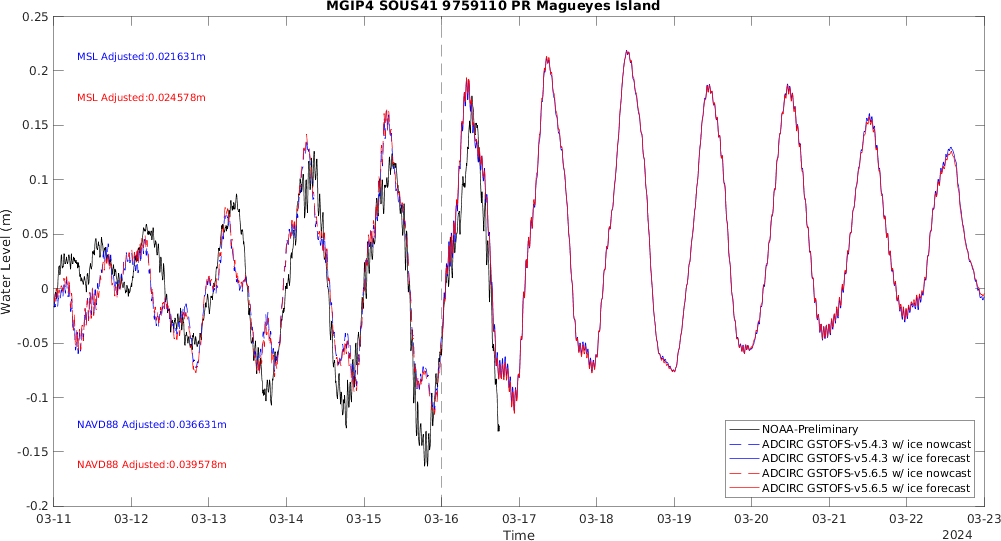 MGIP4 SOUS41 9759110 PR Magueyes Island
0.25
0.2
0.15
0.1
0.05
0
-0.05
-0.1
-0.15
-0.2
Water Level (m)
MSL Adjusted:0.021631m
MSL Adjusted:0.024578m
NAVD88 Adjusted:0.036631m
NAVD88 Adjusted:0.039578m
NOAA-Preliminary
ADCIRC GSTOFS-v5.4.3 w/ ice nowcast
ADCIRC GSTOFS-v5.4.3 w/ ice forecast
ADCIRC GSTOFS-v5.6.5 w/ ice nowcast
ADCIRC GSTOFS-v5.6.5 w/ ice forecast
03-11 03-12 03-13 03-14 03-15 03-16 03-17 03-18 03-19 03-20 03-21 03-22 03-23
Time
2024